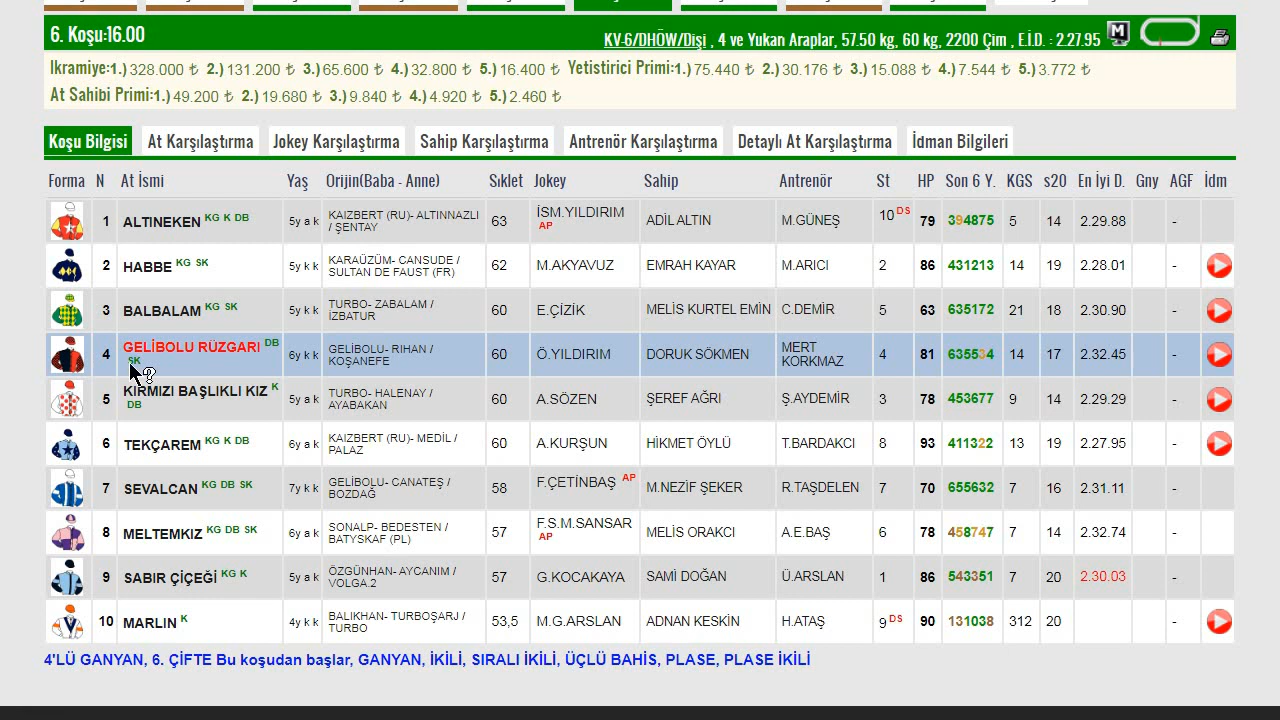 6. Koşu:16.00
KV-6/DHÖW/Dişi , 4 ve Yukarı Araplar, 57.50 kg, 60 kg, 2200 Çim , E.İ.D. : 2.27.95
İkramiye:1.) 328.000 ₺ 2.) 131.200 ₺ 3.) 65.600 ₺ 4.) 32.800 ₺ 5.) 16.400 ₺ Yetistirici Primi:1.) 75.440 ₺ 2.) 30.176 ₺ 3.) 15.088 ₺ 4.) 7.544 ₺ 5.) 3.772 ₺
At Sahibi Primi:1.) 49.200 ₺ 2.) 19.680 ₺ 3.) 9.840 ₺ 4.) 4.920 ₺ 5.) 2.460 ₺
Koşu Bilgisi At Karşılaştırma Jokey Karşılaştırma Sahip Karşılaştırma Antrenör Karşılaştırma Detaylı At Karşılaştırma İdman Bilgileri
Forma N At İsmi Yaş Orijin(Baba - Anne) Sıklet Jokey Sahip Antrenör St HP Son 6 Y. KGS s20 En İyi D. Gny AGF İdm
1 ALTINEKEN KG K DB 5y a k KAIZBERT (RU)- ALTINNAZLI / ŞENTAY 63 İSM.YILDIRIM AP ADİL ALTIN M.GÜNEŞ 10 DS 79 394875 5 14 2.29.88 -
2 HABBE KG SK 5y k k KARAÜZÜM- CANSUDE / SULTAN DE FAUST (FR) 62 M.AKYAVUZ EMRAH KAYAR M.ARICI 2 86 431213 14 19 2.28.01 -
3 BALBALAM KG SK 5y k k TURBO- ZABALAM / İZBATUR 60 E.ÇİZİK MELİS KURTEL EMİN C.DEMİR 5 63 635172 21 18 2.30.90 -
4 GELİBOLU RÜZGARI DB SK 6y k k GELİBOLU- RIHAN / KOŞANEFE 60 Ö.YILDIRIM DORUK SÖKMEN MERT KORKMAZ 4 81 635534 14 17 2.32.45 -
5 KIRMIZI BAŞLIKLI KIZ K DB 5y a k TURBO- HALENAY / AYABAKAN 60 A.SÖZEN ŞEREF AĞRI Ş.AYDEMİR 3 78 453677 9 14 2.29.29 -
6 TEKÇAREM KG K DB 6y a k KAIZBERT (RU)- MEDİL / PALAZ 60 A.KURŞUN HİKMET ÖYLÜ T.BARDAKCI 8 93 411322 13 19 2.27.95 -
7 SEVALCAN KG DB SK 7y k k GELİBOLU- CANATEŞ / BOZDAĞ 58 F.ÇETİNBAŞ AP M.NEZİF ŞEKER R.TAŞDELEN 7 70 655632 7 16 2.31.11 -
8 MELTEMKIZ KG DB SK 6y a k SONALP- BEDESTEN / BATYSKAF (PL) 57 F.S.M.SANSAR AP MELİS ORAKCI A.E.BAŞ 6 78 458747 7 14 2.32.74 -
9 SABIR ÇİÇEĞİ KG K 5y a k ÖZGÜNHAN- AYCANIM / VOLGA.2 57 G.KOCAKAYA SAMİ DOĞAN Ü.ARSLAN 1 86 543351 7 20 2.30.03 -
10 MARLIN K 4y k k BALIKHAN- TURBOŞARJ / TURBO 53,5 M.G.ARSLAN ADNAN KESKİN H.ATAŞ 9 DS 90 131038 312 20 -
4'LÜ GANYAN, 6. ÇİFTE Bu koşudan başlar, GANYAN, İKİLİ, SIRALI İKİLİ, ÜÇLÜ BAHİS, PLASE, PLASE İKİLİ